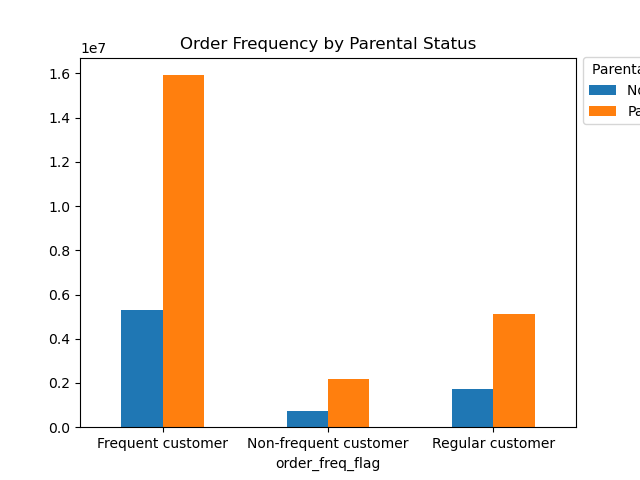 Order Frequency by Parental Status
1e7
1.6
1.4
1.2
1.0
0.8
0.6
0.4
0.2
0.0
Frequent customer Non-frequent customer Regular customer
order_freq_flag